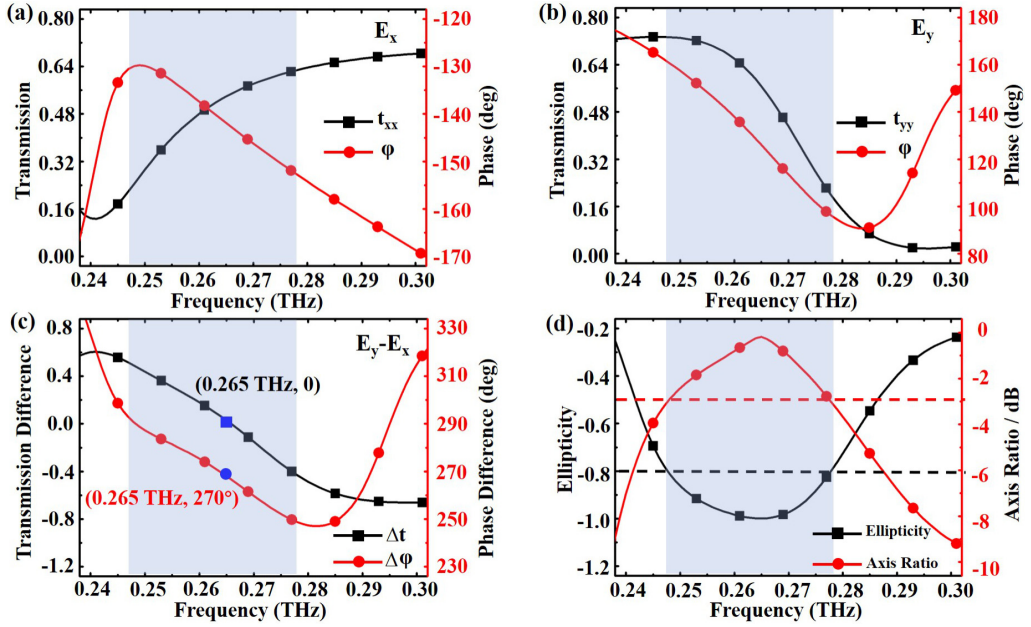 (a)
0.80
0.64
0.48
0.32
0.16
0.00
Transmission
Ex
txx
φ
-120
-130
-140
-150
-160
-170
Phase (deg)
0.24 0.25 0.26 0.27 0.28 0.29 0.30
Frequency (THz)
(b)
0.80
0.64
0.48
0.32
0.16
0.00
Transmission
Ey
tyy
φ
180
160
140
120
100
80
Phase (deg)
0.24 0.25 0.26 0.27 0.28 0.29 0.30
Frequency (THz)
(c)
0.8
0.4
0.0
-0.4
-0.8
-1.2
Transmission Difference
Ey-Ex
(0.265 THz, 0)
(0.265 THz, 270°)
Δt
Δφ
330
310
290
270
250
230
Phase Difference (deg)
0.24 0.25 0.26 0.27 0.28 0.29 0.30
Frequency (THz)
(d)
-0.2
-0.4
-0.6
-0.8
-1.0
-1.2
Ellipticity
Ellipticity
Axis Ratio
0
-2
-4
-6
-8
-10
Axis Ratio / dB
0.24 0.25 0.26 0.27 0.28 0.29 0.30
Frequency (THz)